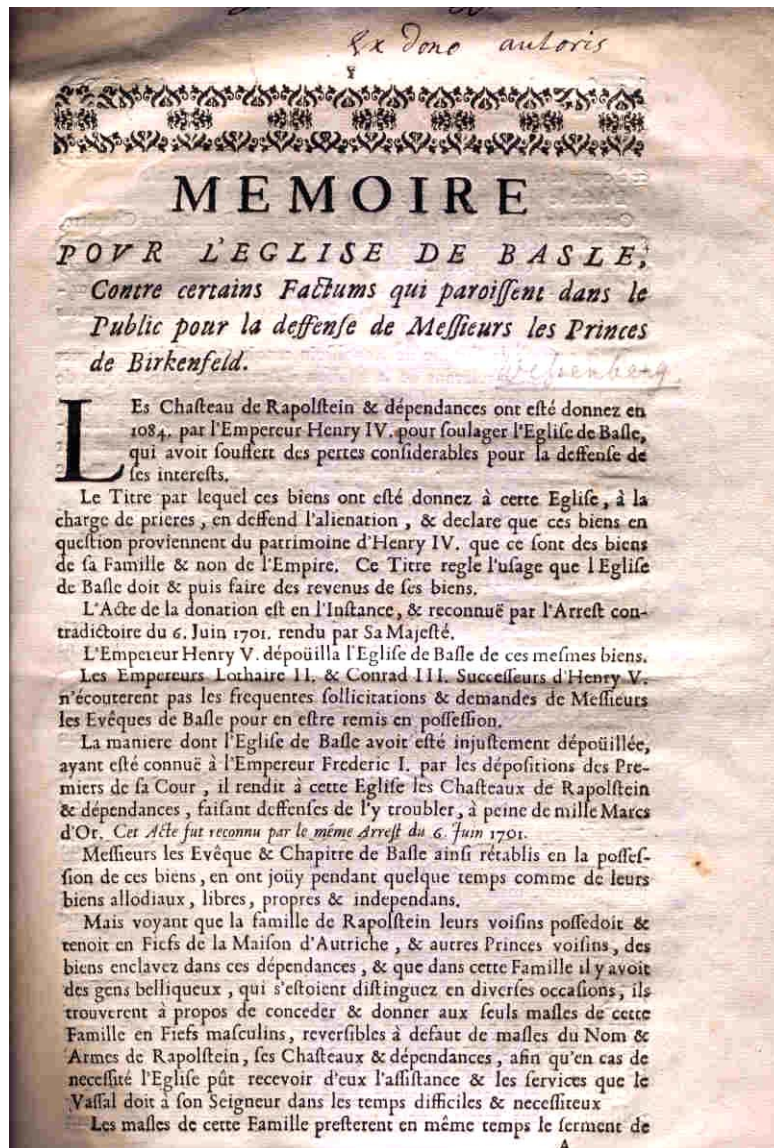 Ex Dono autoris
MEMOIRE
POVR L'EGLISE DE BASLE,
Contre certains Factums qui paroiſſent dans le
Public pour la deffenſe de Meſſieurs les Princes
de Birkenfeld.
Wessenberg.
LEs Chaſteau de Rapolſtein & dépendances ont eſté donnez en
1084. par l'Empereur Henry IV. pour ſoulager l'Egliſe de Baſle,
qui avoit ſouffert des pertes conſiderables pour la deffenſe de
ſes intereſts.
Le Titre par lequel ces biens ont eſté donnez à cette Egliſe, à la
charge de prieres, en deffend l'alienation, & declare que ces biens en
queſtion proviennent du patrimoine d'Henry IV. que ce ſont des biens
de ſa Famille & non de l'Empire. Ce Titre regle l'uſage que l'Egliſe
de Baſle doit & puis faire des revenus de ſes biens.
L'Acte de la donation eſt en l'Inſtance, & reconnuë par l'Arreſt con-
tradictoire du 6. Juin 1701. rendu par Sa Majeſté.
L'Empereur Henry V. dépoüilla l'Egliſe de Baſle de ces meſmes biens.
Les Empereurs Lothaire II. & Conrad III. Succeſſeurs d'Henry V.
n'écouterent pas les frequentes ſollicitations & demandes de Meſſieurs
les Evêques de Baſle pour en eſtre remis en poſſeſſion.
La maniere dont l'Egliſe de Baſle avoit eſté injuſtement dépoüillée,
ayant eſté connuë à l'Empereur Frederic I. par les dépoſitions des Pre-
miers de ſa Cour, il rendit à cette Egliſe les Chaſteaux de Rapolſtein
& dépendances, faiſant deffenſes de l'y troubler, à peine de mille Marcs
d'Or. Cet Acte fut reconnu par le même Arreſt du 6. Juin 1701.
Meſſieurs les Evêque & Chapitre de Baſle ainſi rétablis en la poſſeſ-
ſion de ces biens, en ont joüy pendant quelque temps comme de leurs
biens allodiaux, libres, propres & independans.
Mais voyant que la famille de Rapolſtein leurs voiſins poſſedoit &
tenoit en Fiefs de la Maiſon d'Autriche, & autres Princes voiſins, des
biens enclavez dans ces dépendances, & que dans cette Famille il y avoit
des gens belliqueux, qui s'eſtoient diſtinguez en diverſes occaſions, ils
trouverent à propos de conceder & donner aux ſeuls maſles de cette
Famille en Fiefs maſculins, reverſibles à defaut de maſles du Nom &
Armes de Rapolſtein, ſes Chaſteaux & dépendances, afin qu'en cas de
neceſſité l'Egliſe pût recevoir d'eux l'aſſiſtance & les ſervices que le
Vaſſal doit à ſon Seigneur dans les temps difficiles & neceſſiteux
Les maſles de cette Famille preſterent en même temps le ſerment de
A